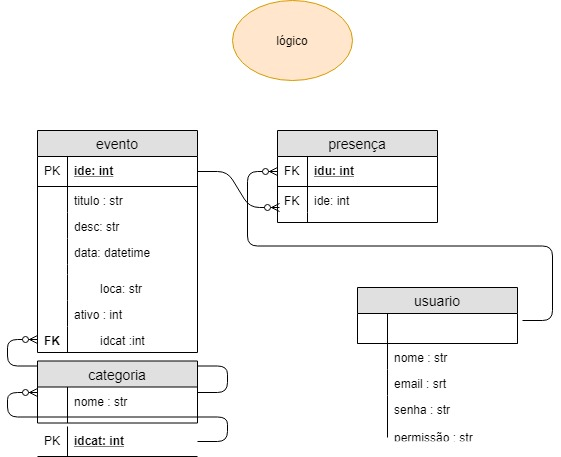 lógico
evento
PK ide: int
titulo : str
desc: str
data: datetime
loca: str
ativo : int
FK idcat :int
presença
FK idu: int
FK ide: int
categoria
nome : str
PK idcat: int
usuario
nome : str
email : srt
senha : str
permissão : str